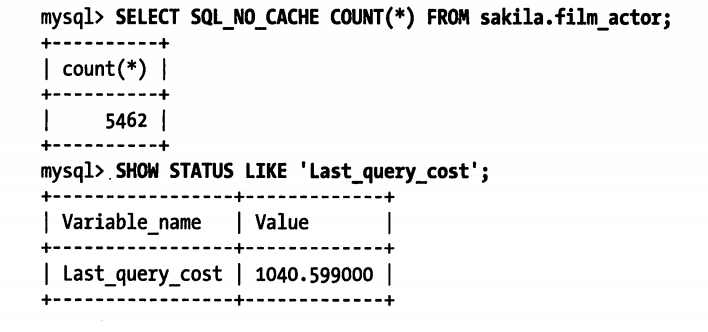 mysql> SELECT SQL_NO_CACHE COUNT(*) FROM sakila.film_actor;
+----------+
| count(*) |
+----------+
|     5462 |
+----------+
mysql> SHOW STATUS LIKE 'Last_query_cost';
+-----------------+-------------+
| Variable_name   | Value       |
+-----------------+-------------+
| Last_query_cost | 1040.599000 |
+-----------------+-------------+